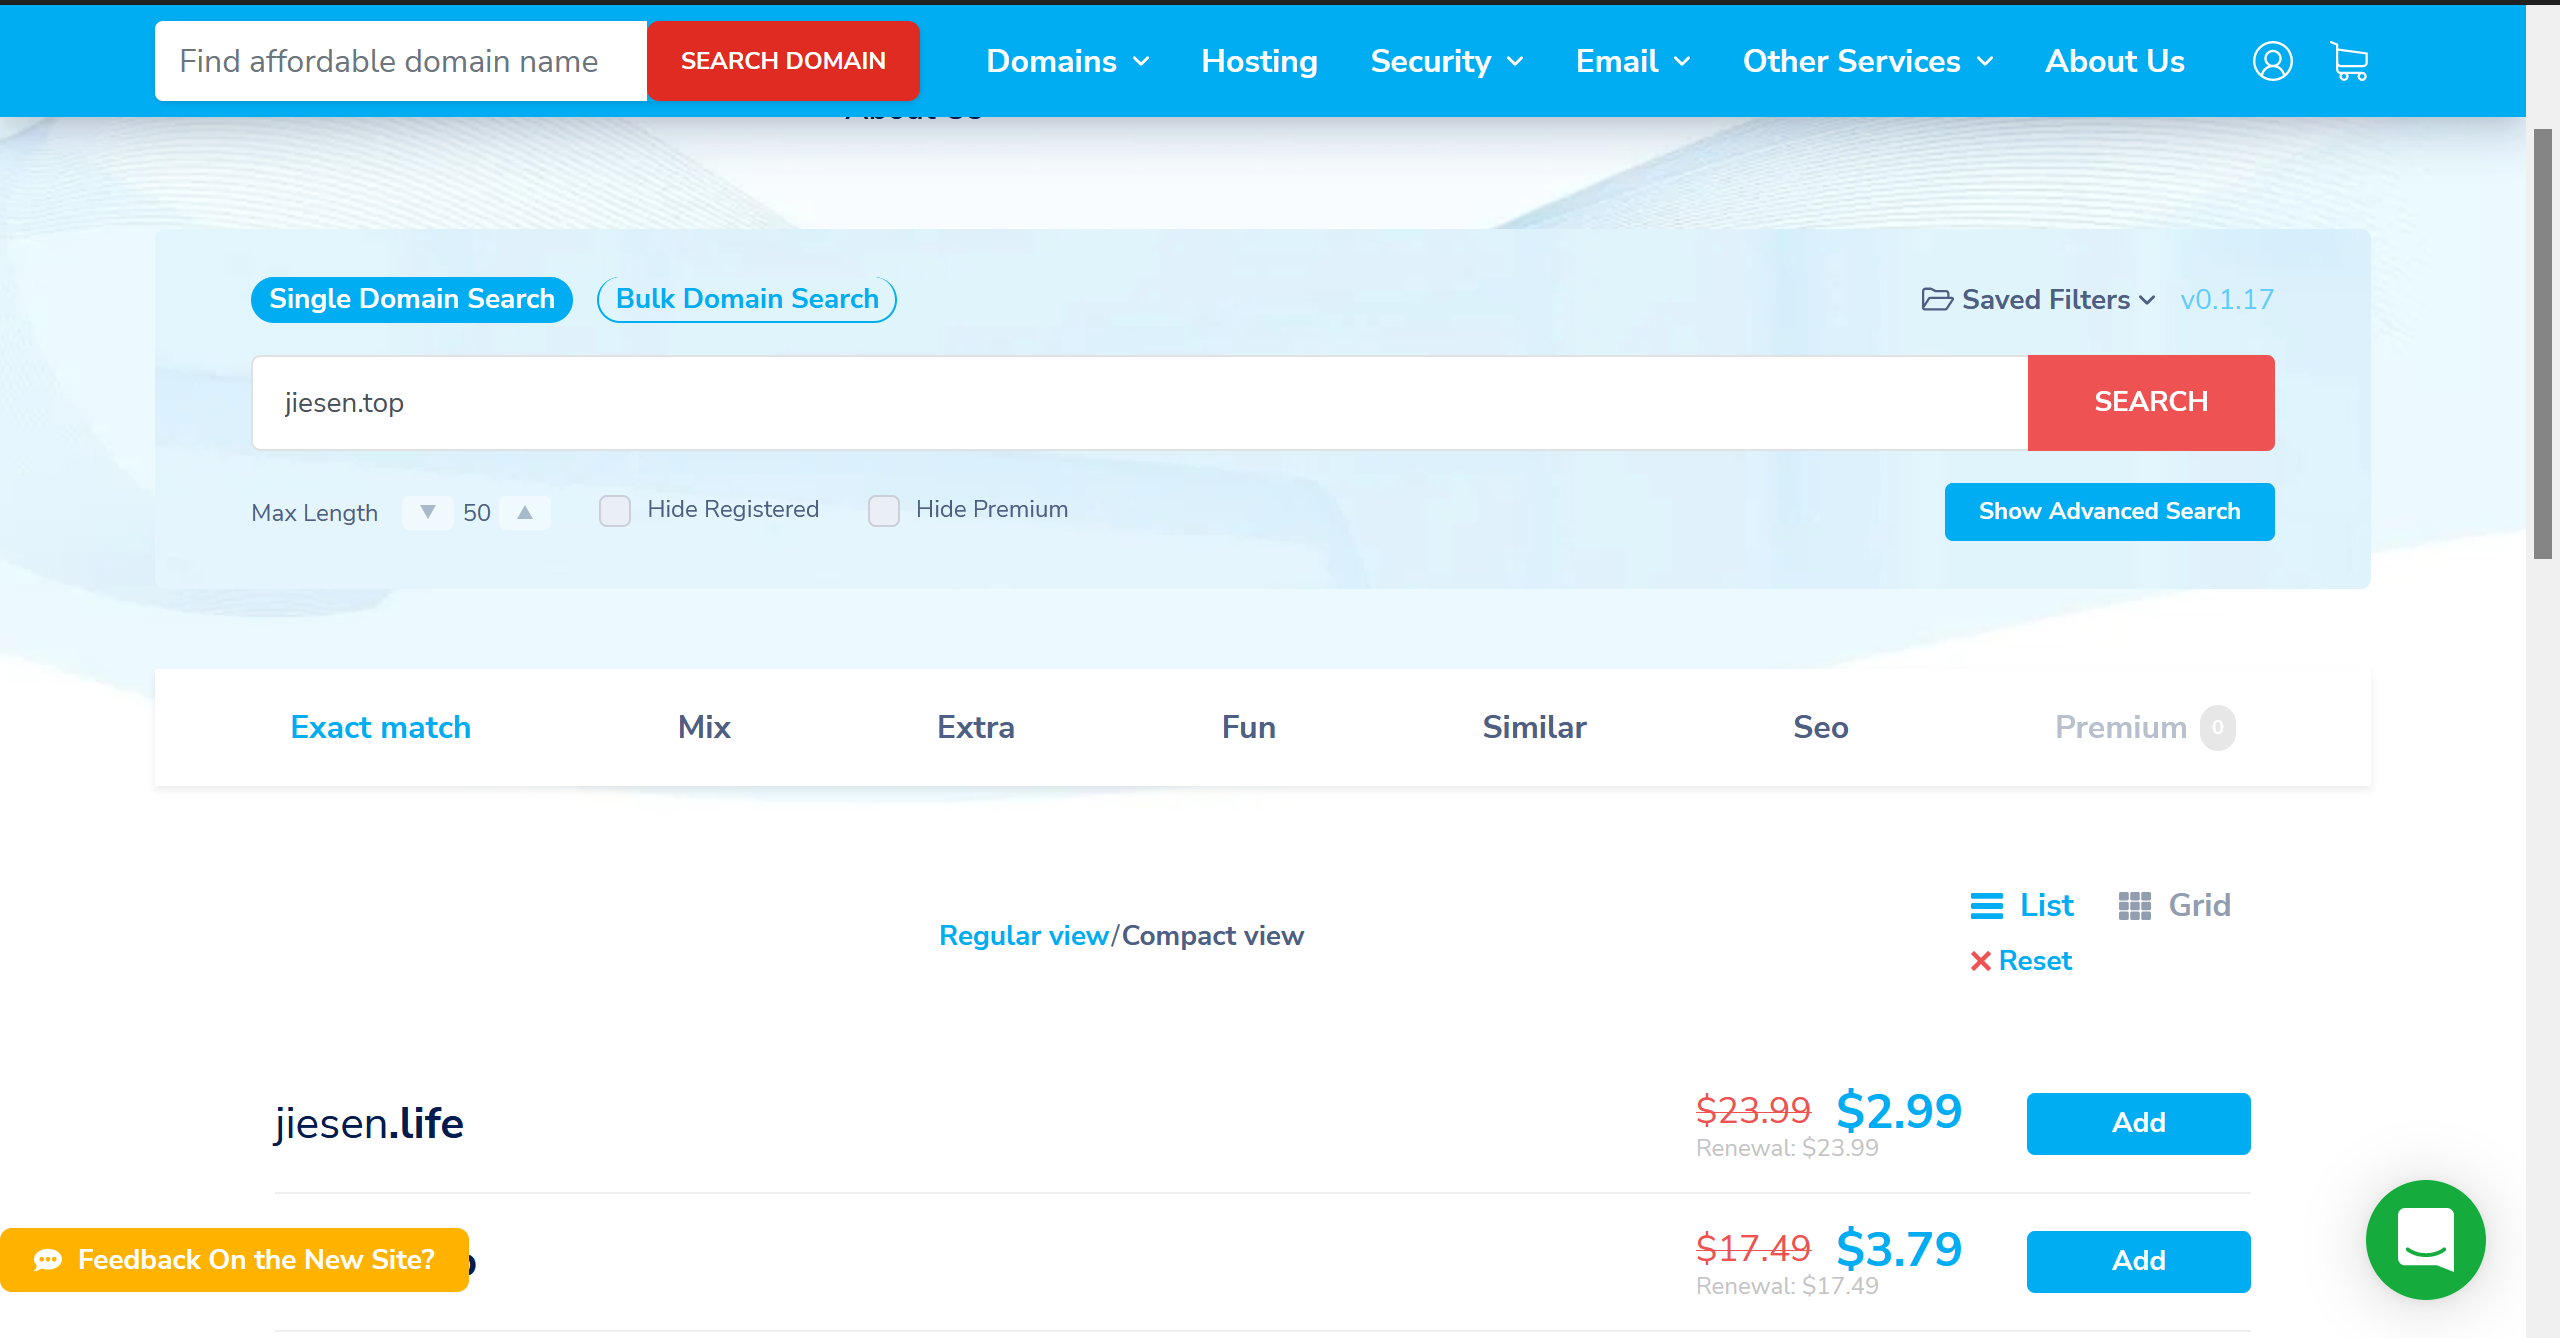 Find affordable domain name SEARCH DOMAIN Domains Hosting Security Email Other Services About Us
Single Domain Search Bulk Domain Search Saved Filters v0.1.17
jiesen.top SEARCH
Max Length 50 Hide Registered Hide Premium Show Advanced Search
Exact match Mix Extra Fun Similar Seo Premium 0
List Grid
Regular view/Compact view
Reset
jiesen.life $23.99 $2.99 Add
Renewal: $23.99
Feedback On the New Site? $17.49 $3.79 Add
Renewal: $17.49